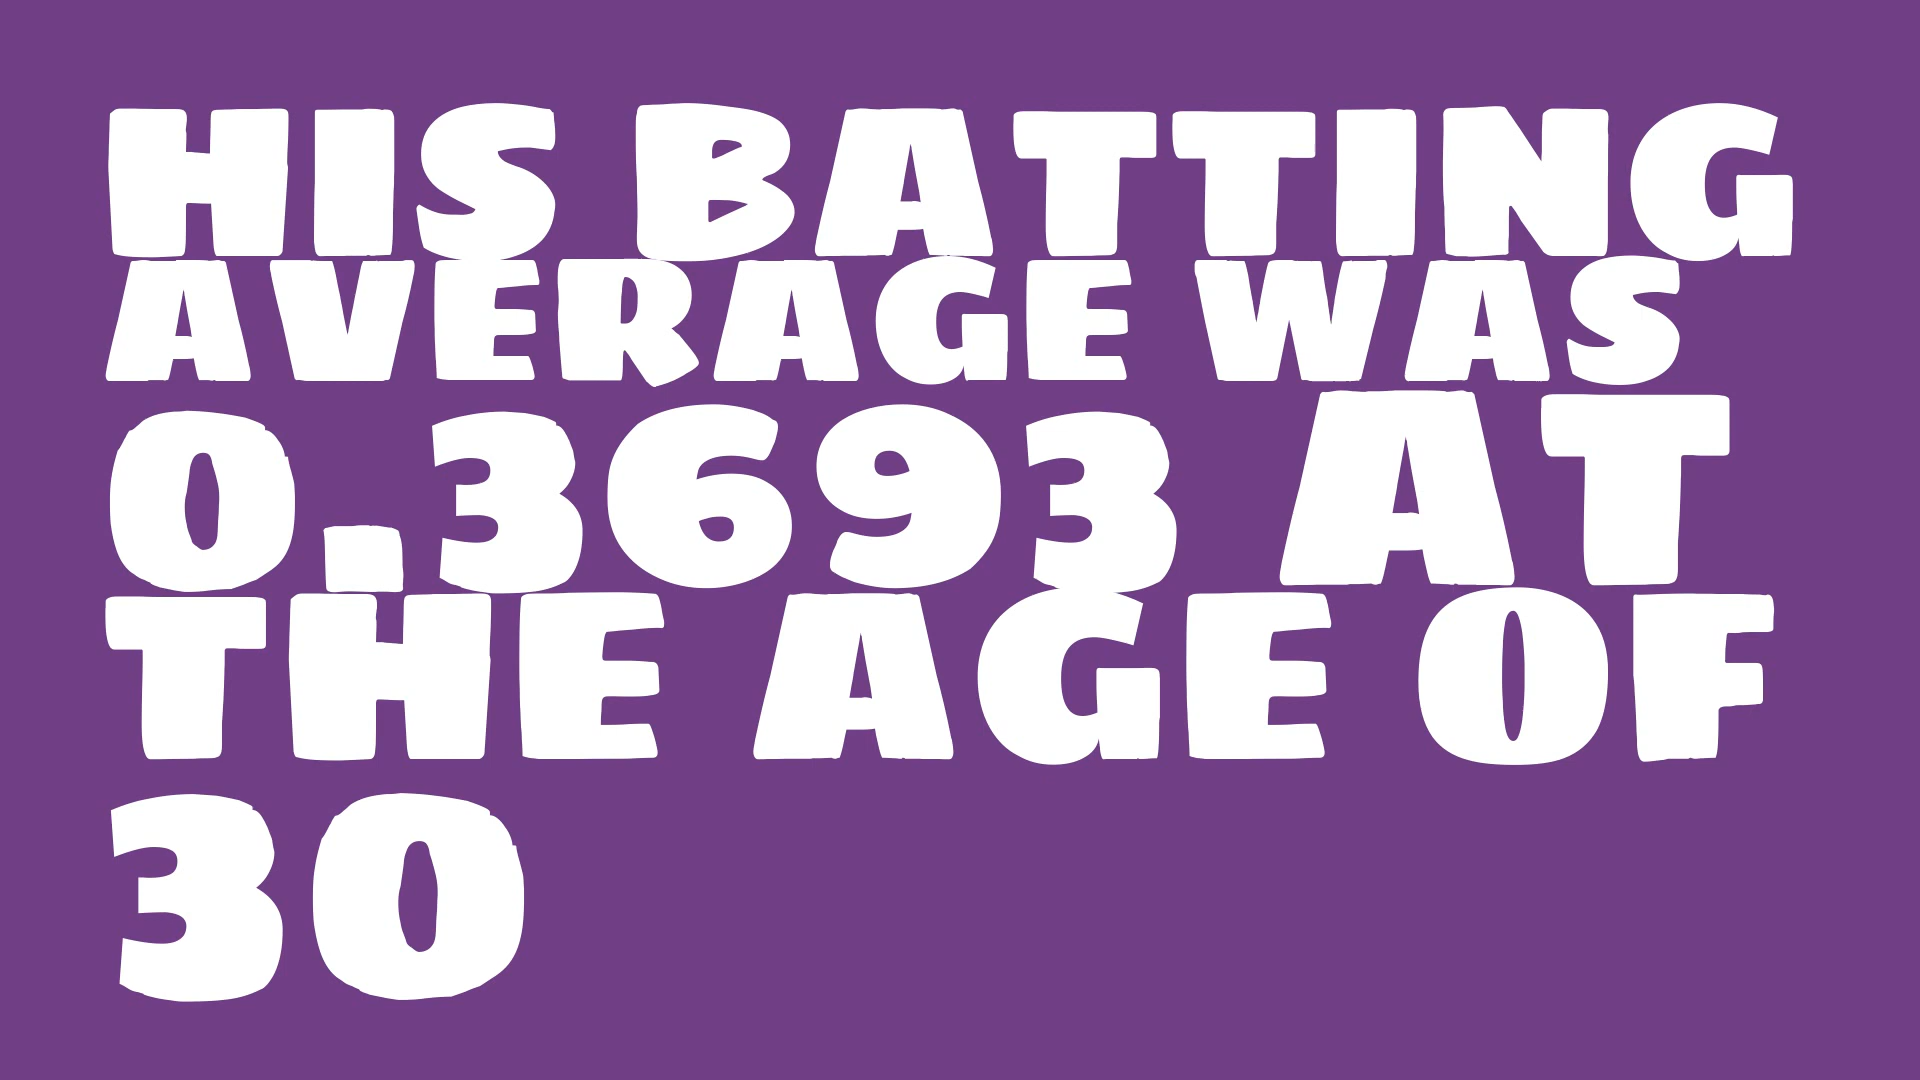 HIS BATTING
AVERAGE WAS
0.3693 AT
THE AGE OF
30